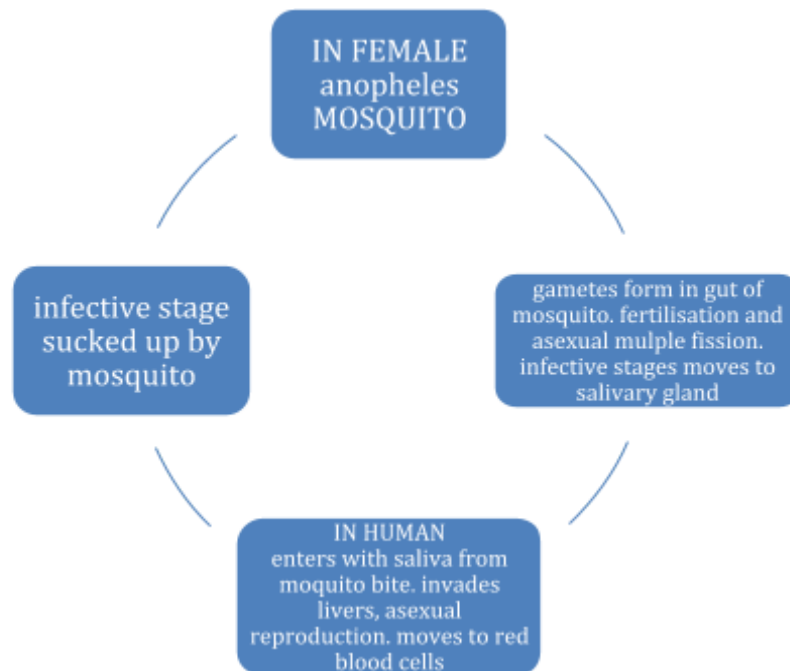 IN FEMALE
anopheles
MOSQUITO
gametes form in gut of
mosquito. fertilisation and
asexual mulple fission.
infective stages moves to
salivary gland
IN HUMAN
enters with saliva from
moquito bite. invades
livers, asexual
reproduction. moves to red
blood cells
infective stage
sucked up by
mosquito